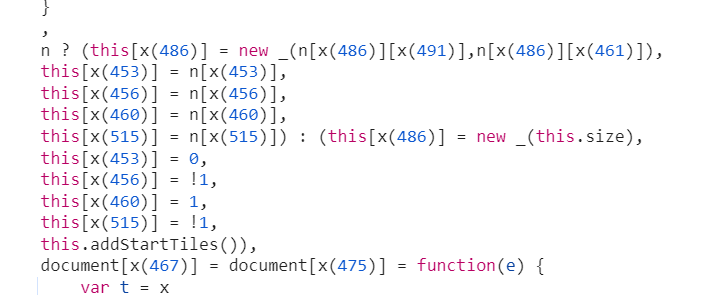 }
,
n ? (this[x(486)] = new _(n[x(486)][x(491)],n[x(486)][x(461)]),
this[x(453)] = n[x(453)],
this[x(456)] = n[x(456)],
this[x(460)] = n[x(460)],
this[x(515)] = n[x(515)]) : (this[x(486)] = new _(this.size),
this[x(453)] = 0,
this[x(456)] = !1,
this[x(460)] = 1,
this[x(515)] = !1,
this.addStartTiles()),
document[x(467)] = document[x(475)] = function(e) {
var t = x